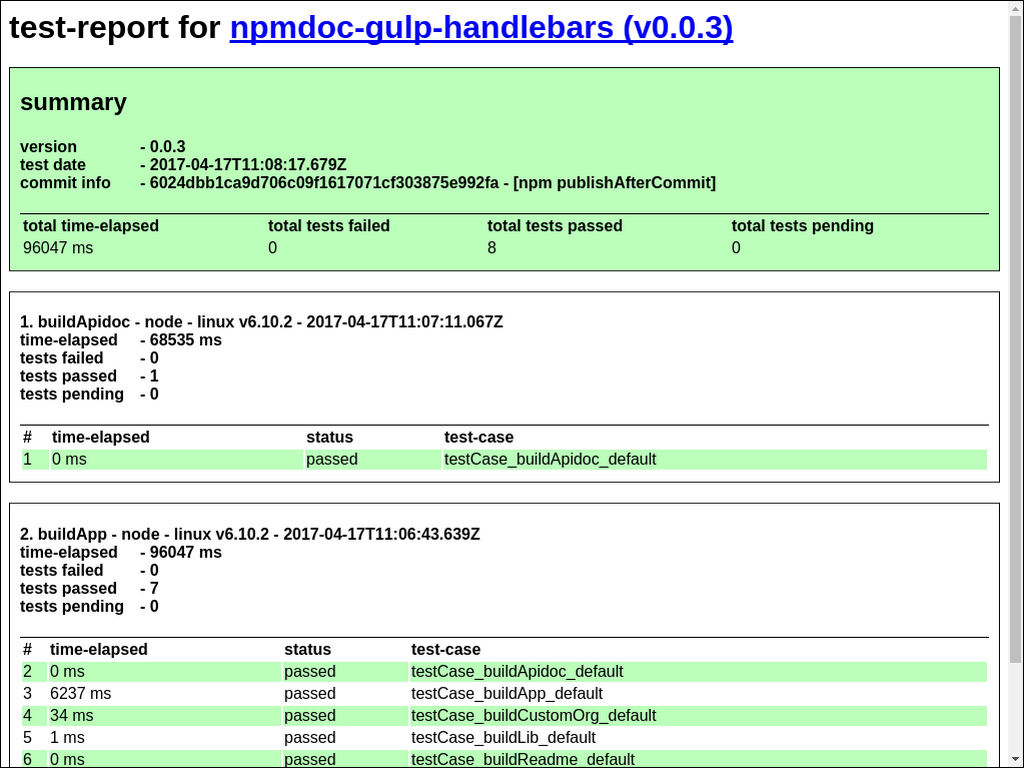 test-report for npmdoc-gulp-handlebars (v0.0.3)
summary
version - 0.0.3
test date - 2017-04-17T11:08:17.679Z
commit info - 6024dbb1ca9d706c09f1617071cf303875e992fa - [npm publishAfterCommit]
total time-elapsed total tests failed total tests passed total tests pending
96047 ms 0 8 0
1. buildApidoc - node - linux v6.10.2 - 2017-04-17T11:07:11.067Z
time-elapsed - 68535 ms
tests failed - 0
tests passed - 1
tests pending - 0
# time-elapsed status test-case
1 0 ms passed testCase_buildApidoc_default
2. buildApp - node - linux v6.10.2 - 2017-04-17T11:06:43.639Z
time-elapsed - 96047 ms
tests failed - 0
tests passed - 7
tests pending - 0
# time-elapsed status test-case
2 0 ms passed testCase_buildApidoc_default
3 6237 ms passed testCase_buildApp_default
4 34 ms passed testCase_buildCustomOrg_default
5 1 ms passed testCase_buildLib_default
6 0 ms passed testCase_buildReadme_default